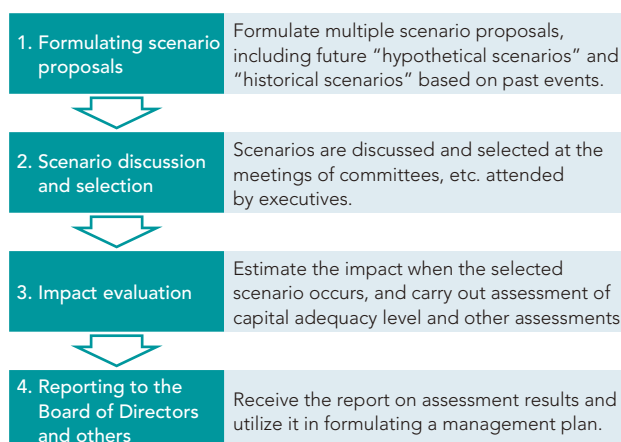 1. Formulating scenario
proposals
Formulate multiple scenario proposals,
including future “hypothetical scenarios” and
“historical scenarios” based on past events.
2. Scenario discussion
and selection
Scenarios are discussed and selected at the
meetings of committees, etc. attended
by executives.
3. Impact evaluation
Estimate the impact when the selected
scenario occurs, and carry out assessment of
capital adequacy level and other assessments
4. Reporting to the
Board of Directors
and others
Receive the report on assessment results and
utilize it in formulating a management plan.